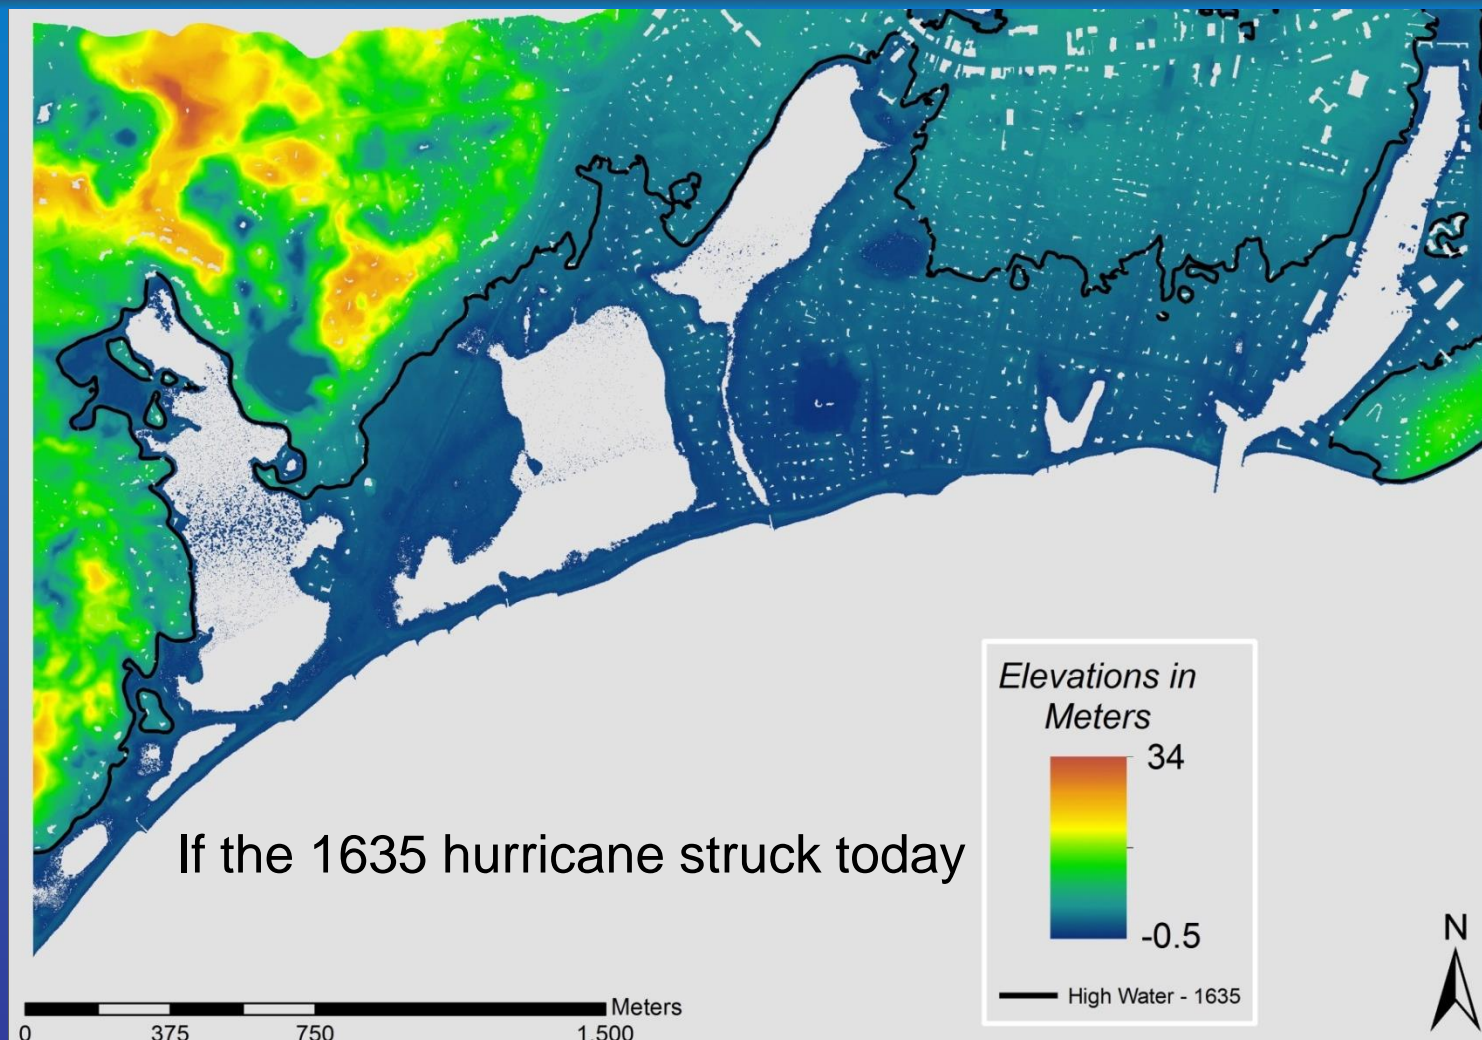 If the 1635 hurricane struck today
Elevations in
Meters
34
-0.5
High Water - 1635
N
Meters
0 375 750 1,500